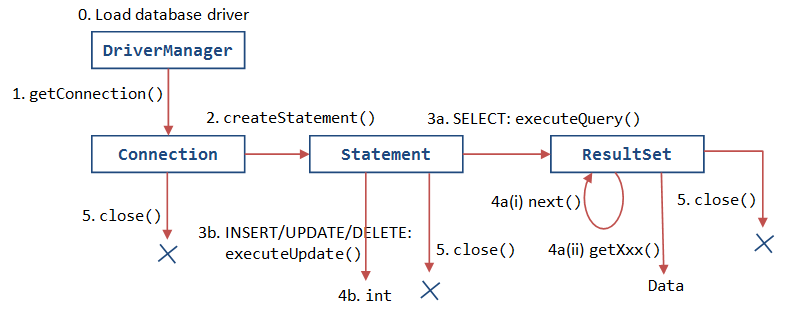 0. Load database driver
DriverManager
1. getConnection()
2. createStatement()
3a. SELECT: executeQuery()
Connection
Statement
ResultSet
5. close()
4a(i) next()
5. close()
3b. INSERT/UPDATE/DELETE:
executeUpdate()
5. close()
4a(ii) getXxx()
4b. int
Data